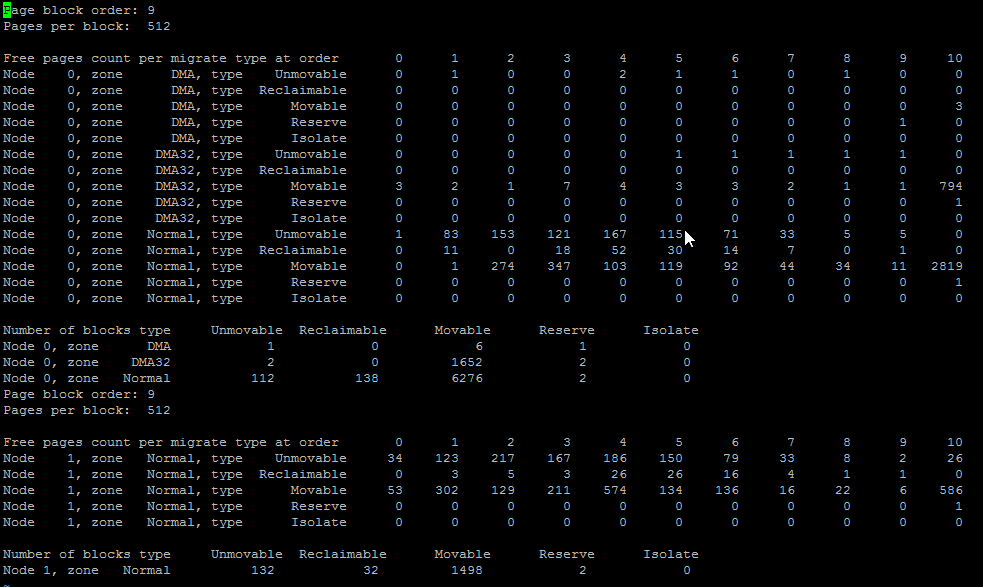 Page block order: 9
Pages per block:  512

Free pages count per migrate type at order       0      1      2      3      4      5      6      7      8      9     10
Node    0, zone      DMA, type    Unmovable      0      1      0      0      2      1      1      0      1      0      0
Node    0, zone      DMA, type  Reclaimable      0      0      0      0      0      0      0      0      0      0      0
Node    0, zone      DMA, type      Movable      0      0      0      0      0      0      0      0      0      0      3
Node    0, zone      DMA, type      Reserve      0      0      0      0      0      0      0      0      0      1      0
Node    0, zone      DMA, type      Isolate      0      0      0      0      0      0      0      0      0      0      0
Node    0, zone    DMA32, type    Unmovable      0      0      0      0      0      1      1      1      1      1      0
Node    0, zone    DMA32, type  Reclaimable      0      0      0      0      0      0      0      0      0      0      0
Node    0, zone    DMA32, type      Movable      3      2      1      7      4      3      3      2      1      1    794
Node    0, zone    DMA32, type      Reserve      0      0      0      0      0      0      0      0      0      0      1
Node    0, zone    DMA32, type      Isolate      0      0      0      0      0      0      0      0      0      0      0
Node    0, zone   Normal, type    Unmovable      1     83    153    121    167    115     71     33      5      5      0
Node    0, zone   Normal, type  Reclaimable      0     11      0     18     52     30     14      7      0      1      0
Node    0, zone   Normal, type      Movable      0      1    274    347    103    119     92     44     34     11   2819
Node    0, zone   Normal, type      Reserve      0      0      0      0      0      0      0      0      0      0      1
Node    0, zone   Normal, type      Isolate      0      0      0      0      0      0      0      0      0      0      0

Number of blocks type     Unmovable  Reclaimable      Movable      Reserve      Isolate
Node 0, zone      DMA            1            0            6            1            0
Node 0, zone    DMA32            2            0         1652            2            0
Node 0, zone   Normal          112          138         6276            2            0
Page block order: 9
Pages per block:  512

Free pages count per migrate type at order       0      1      2      3      4      5      6      7      8      9     10
Node    1, zone   Normal, type    Unmovable     34    123    217    167    186    150     79     33      8      2     26
Node    1, zone   Normal, type  Reclaimable      0      3      5      3     26     26     16      4      1      1      0
Node    1, zone   Normal, type      Movable     53    302    129    211    574    134    136     16     22      6    586
Node    1, zone   Normal, type      Reserve      0      0      0      0      0      0      0      0      0      0      1
Node    1, zone   Normal, type      Isolate      0      0      0      0      0      0      0      0      0      0      0

Number of blocks type     Unmovable  Reclaimable      Movable      Reserve      Isolate
Node 1, zone   Normal          132           32         1498            2            0
~